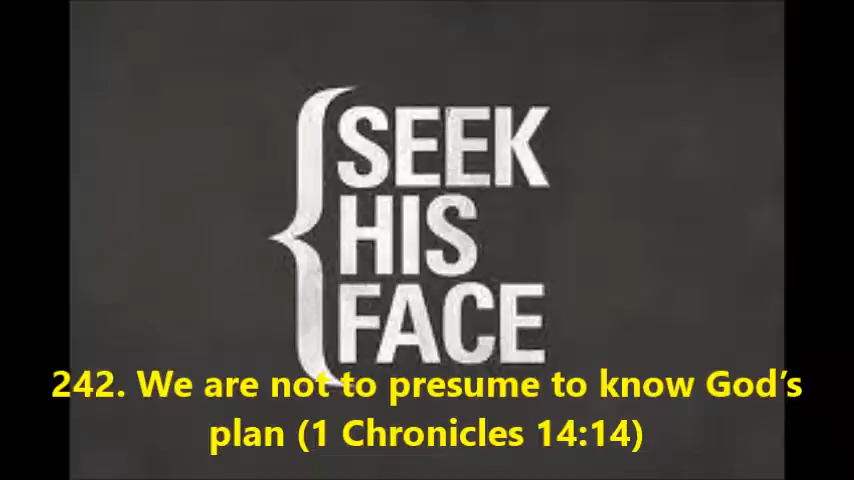 SEEK
HIS
FACE
242. We are not to presume to know God’s
plan (1 Chronicles 14:14)